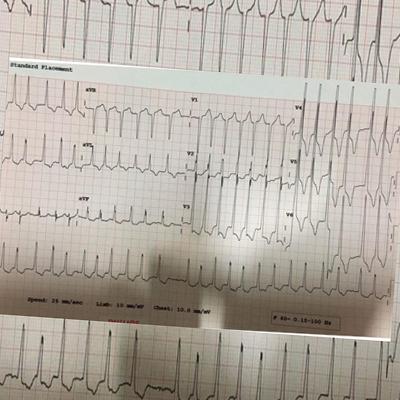 Standard Placement
aVR
V1
V4
aVL
V2
V5
aVF
V3
V6
Speed: 25 mm/sec Limb: 10 mm/mV Chest: 10.0 mm/mV
F 60~ 0.15-100 Hz